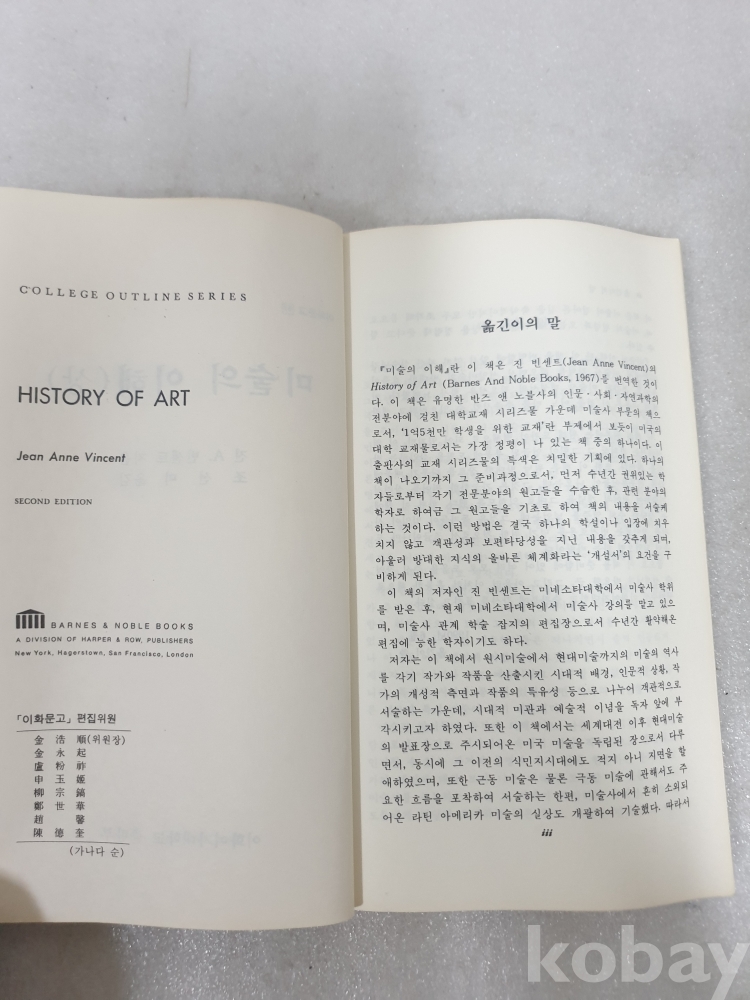 COLLEGE OUTLINE SERIES
HISTORY OF ART
Jean Anne Vincent
SECOND EDITION
BARNES & NOBLE BOOKS
A DIVISION OF HARPER & ROW, PUBLISHERS
New York, Hagerstown, San Francisco, London
「이화문고」 편집위원
金浩順(위원장)
金永起
盧粉祚
申玉姬
柳宗鎬
鄭世華
趙馨
陳德奎
(가나다 순)
옮긴이의 말
『미술의 이해』란 이 책은 진 빈센트(Jean Anne Vincent)의
History of Art (Barnes And Noble Books, 1967)를 번역한 것이
다. 이 책은 유명한 반즈 앤 노블사의 인문·사회·자연과학의
전분야에 걸친 대학교재 시리즈물 가운데 미술사 부문의 책으
로서, '1억5천만 학생을 위한 교재'란 부제에서 보듯이 미국의
대학 교재물로서는 가장 정평이 나 있는 책 중의 하나이다. 이
출판사의 교재 시리즈물의 특색은 치밀한 기획에 있다. 하나의
책이 나오기까지 그 준비과정으로서, 먼저 수년간 권위있는 학
자들로부터 각기 전문분야의 원고들을 수습한 후, 관련 분야의
학자로 하여금 그 원고들을 기초로 하여 책의 내용을 서술케
하는 것이다. 이런 방법은 결국 하나의 학설이나 입장에 치우
치지 않고 객관성과 보편타당성을 지닌 내용을 갖추게 되며,
아울러 방대한 지식의 올바른 체계화라는 '개설서'의 요건을 구
비하게 된다.
이 책의 저자인 진 빈센트는 미네소타대학에서 미술사 학위
를 받은 후, 현재 미네소타대학에서 미술사 강의를 맡고 있으
며, 미술사 관계 학술 잡지의 편집장으로서 수년간 활약해온
편집에 능한 학자이기도 하다.
저자는 이 책에서 원시미술에서 현대미술까지의 미술의 역사
를 각기 작가와 작품을 산출시킨 시대적 배경, 인문적 상황, 작
가의 개성적 측면과 작품의 특유성 등으로 나누어 객관적으로
서술하는 가운데, 시대적 미관과 예술적 이념을 독자 앞에 부
각시키고자 하였다. 또한 이 책에서는 세계대전 이후 현대미술
의 발표장으로 주시되어온 미국 미술을 독립된 장으로서 다루
면서, 동시에 그 이전의 식민지시대에도 적지 아니 지면을 할
애하였으며, 또한 근동 미술은 물론 극동 미술에 관해서도 주
요한 흐름을 포착하여 서술하는 한편, 미술사에서 흔히 소외되
어온 라틴 아메리카 미술의 실상도 개괄하여 기술했다. 따라서
iii
kobay